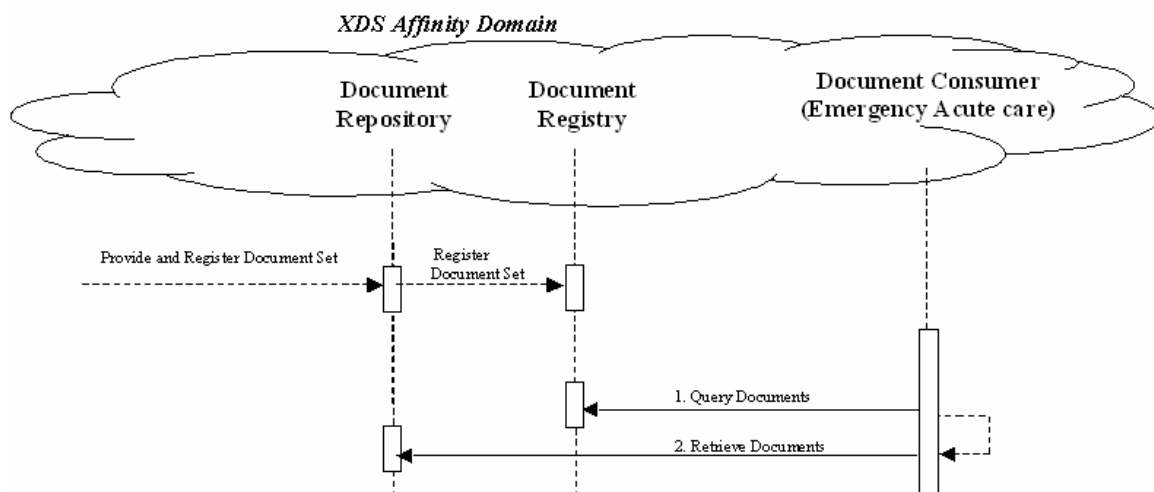 XDS Affinity Domain
Document
Repository
Document
Registry
Document Consumer
(Emergency Acute care)
Provide and Register Document Set
Register
Document Set
1. Query Documents
2. Retrieve Documents